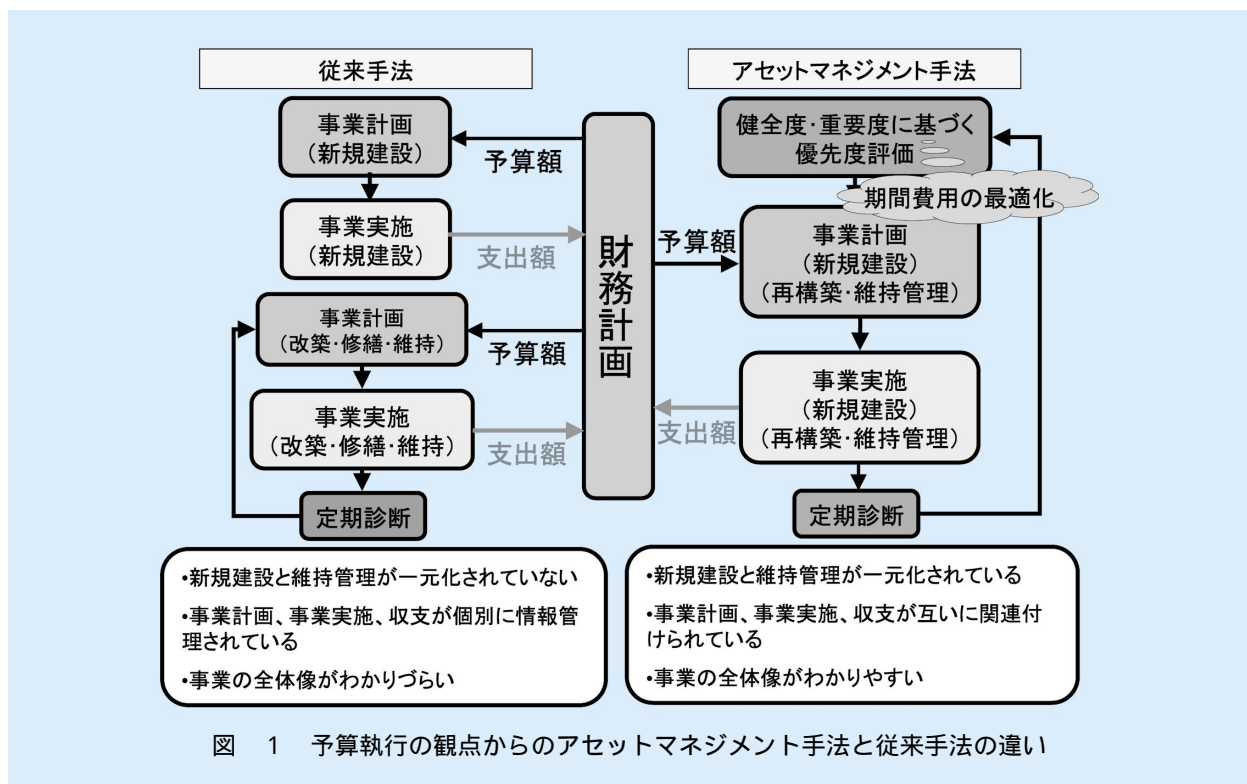 従来手法
事業計画
(新規建設)
予算額
事業実施
(新規建設)
支出額
事業計画
(改築・修繕・維持)
予算額
事業実施
(改築・修繕・維持)
支出額
定期診断
財務計画
アセットマネジメント手法
健全度・重要度に基づく
優先度評価
期間費用の最適化
予算額
事業計画
(新規建設)
(再構築・維持管理)
事業実施
(新規建設)
(再構築・維持管理)
支出額
定期診断
•新規建設と維持管理が一元化されていない
•事業計画、事業実施、収支が個別に情報管
理されている
•事業の全体像がわかりづらい
•新規建設と維持管理が一元化されている
•事業計画、事業実施、収支が互いに関連付
けられている
•事業の全体像がわかりやすい
図 1 予算執行の観点からのアセットマネジメント手法と従来手法の違い